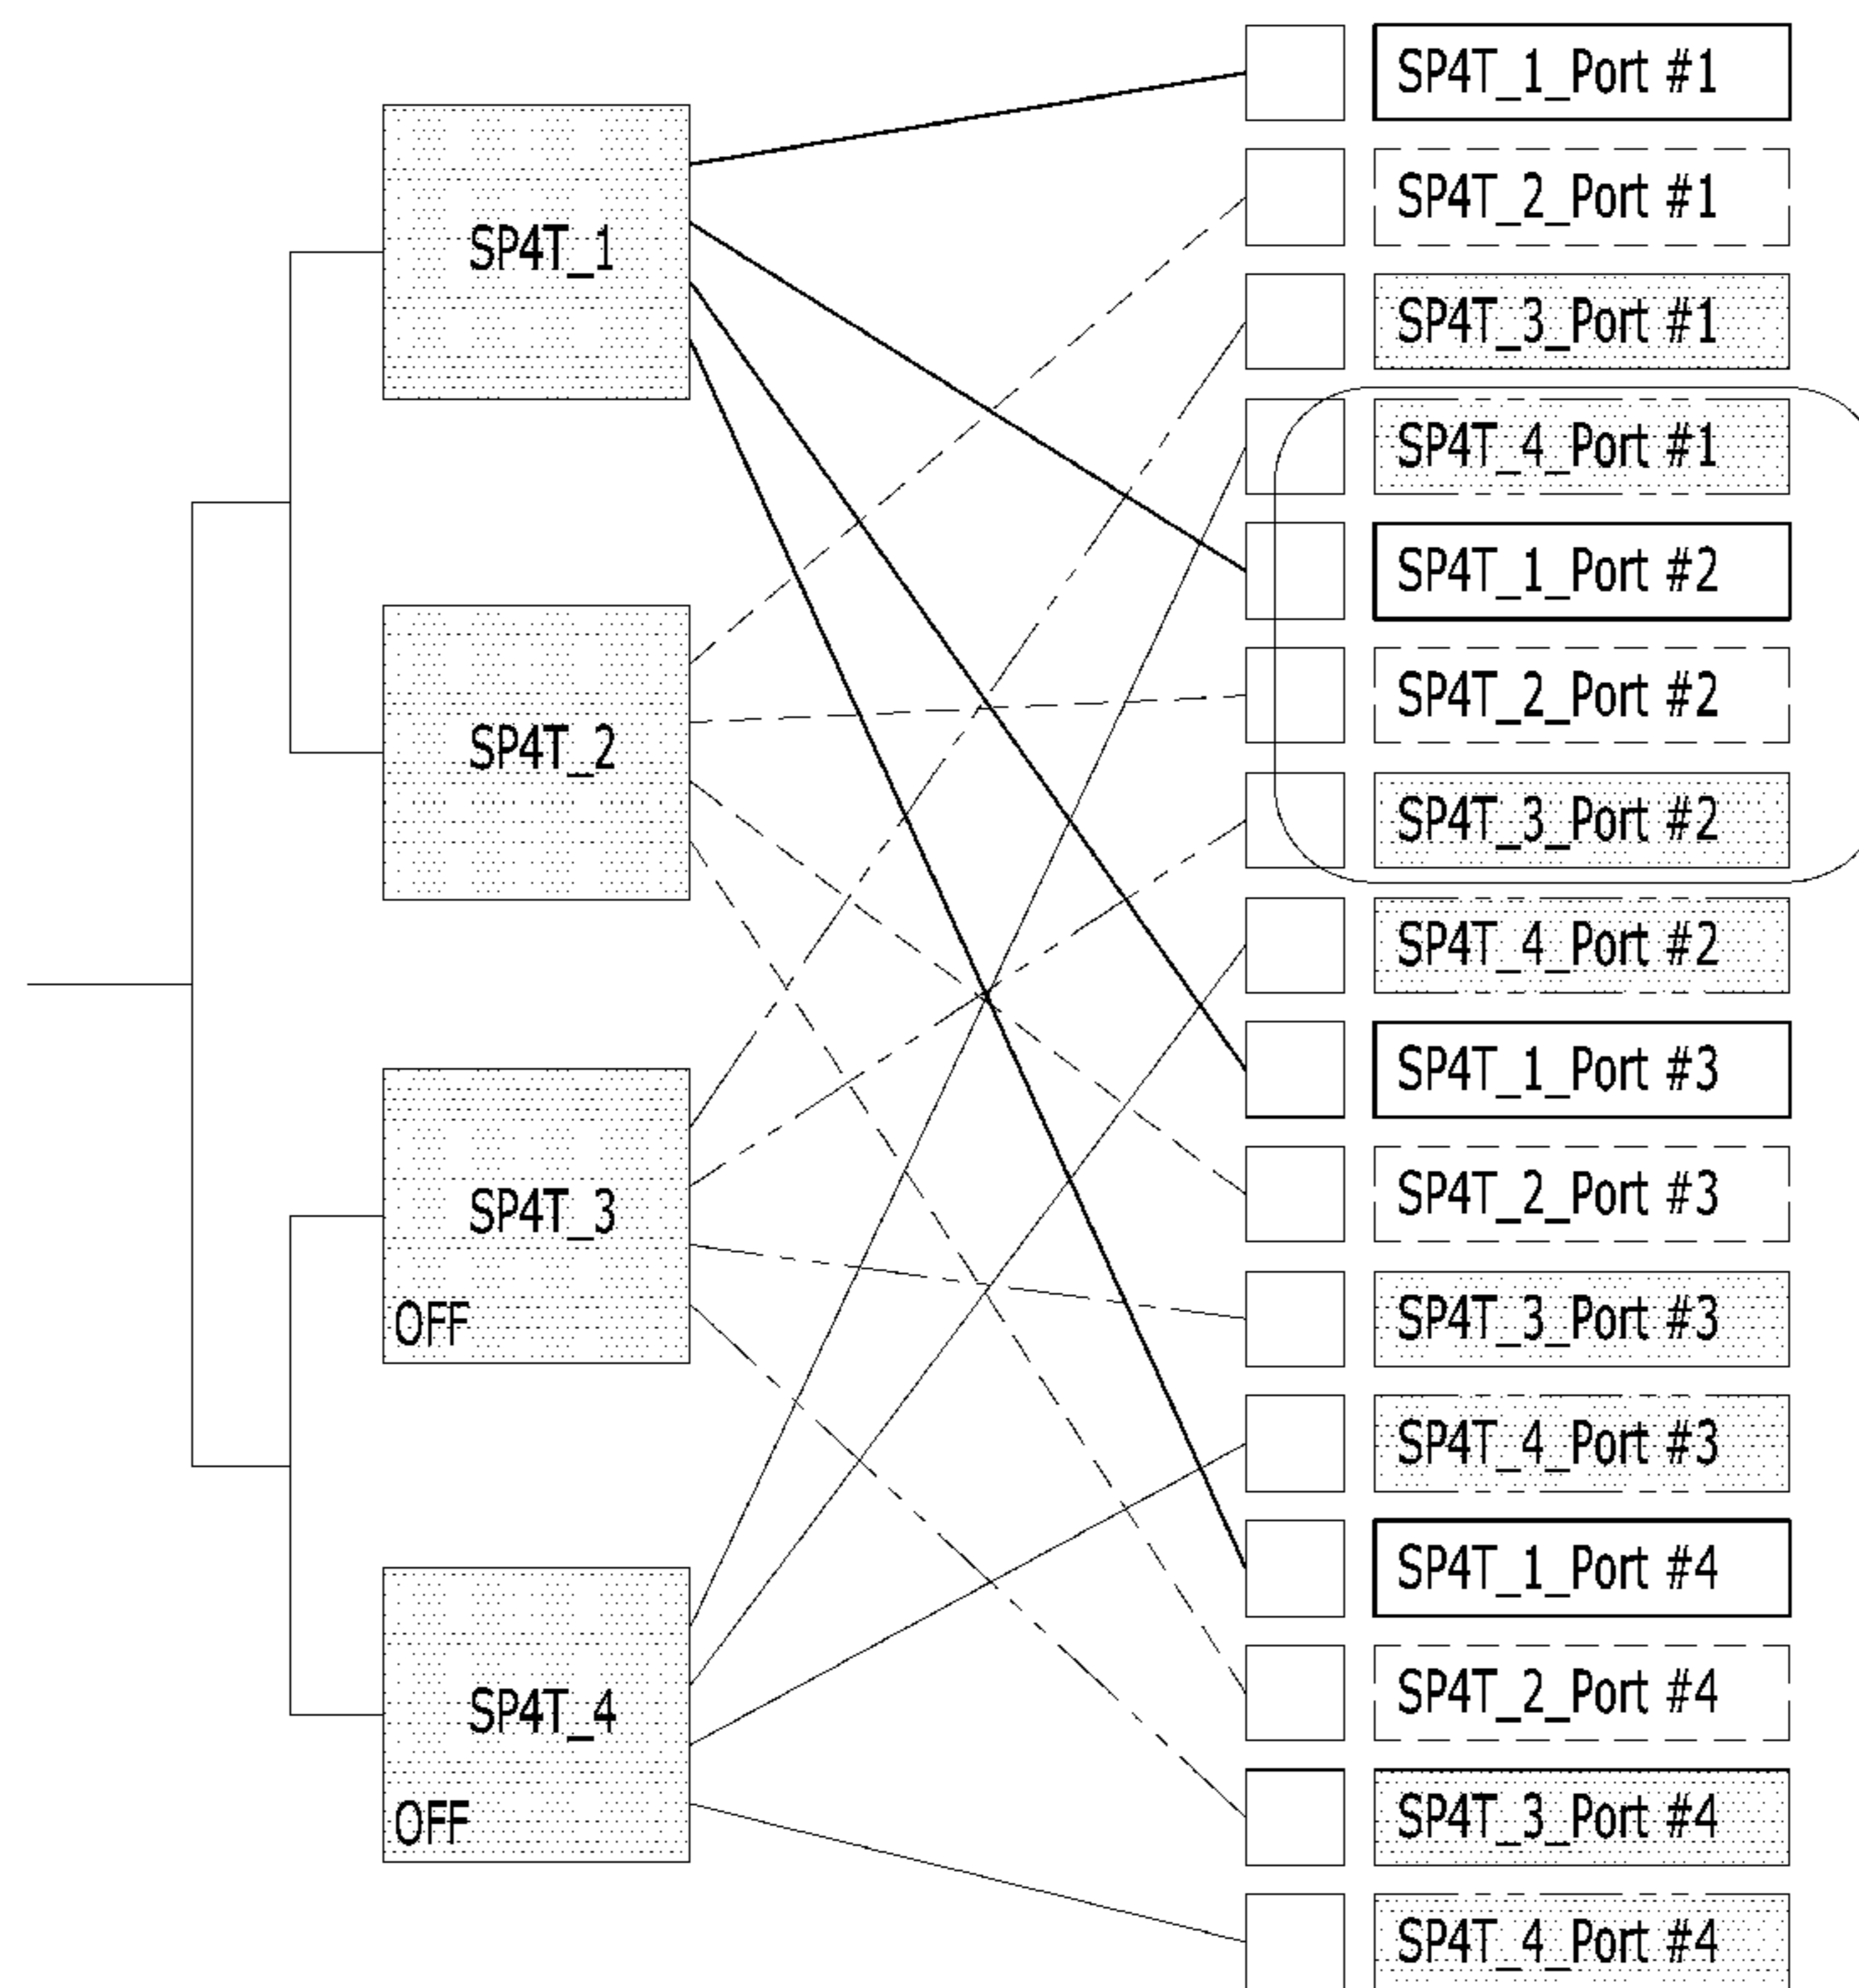 SP4T_1
SP4T_2
SP4T_3
OFF
SP4T_4
OFF
SP4T_1_Port #1
SP4T_2_Port #1
SP4T_3_Port #1
SP4T_4_Port #1
SP4T_1_Port #2
SP4T_2_Port #2
SP4T_3_Port #2
SP4T_4_Port #2
SP4T_1_Port #3
SP4T_2_Port #3
SP4T_3_Port #3
SP4T_4_Port #3
SP4T_1_Port #4
SP4T_2_Port #4
SP4T_3_Port #4
SP4T_4_Port #4